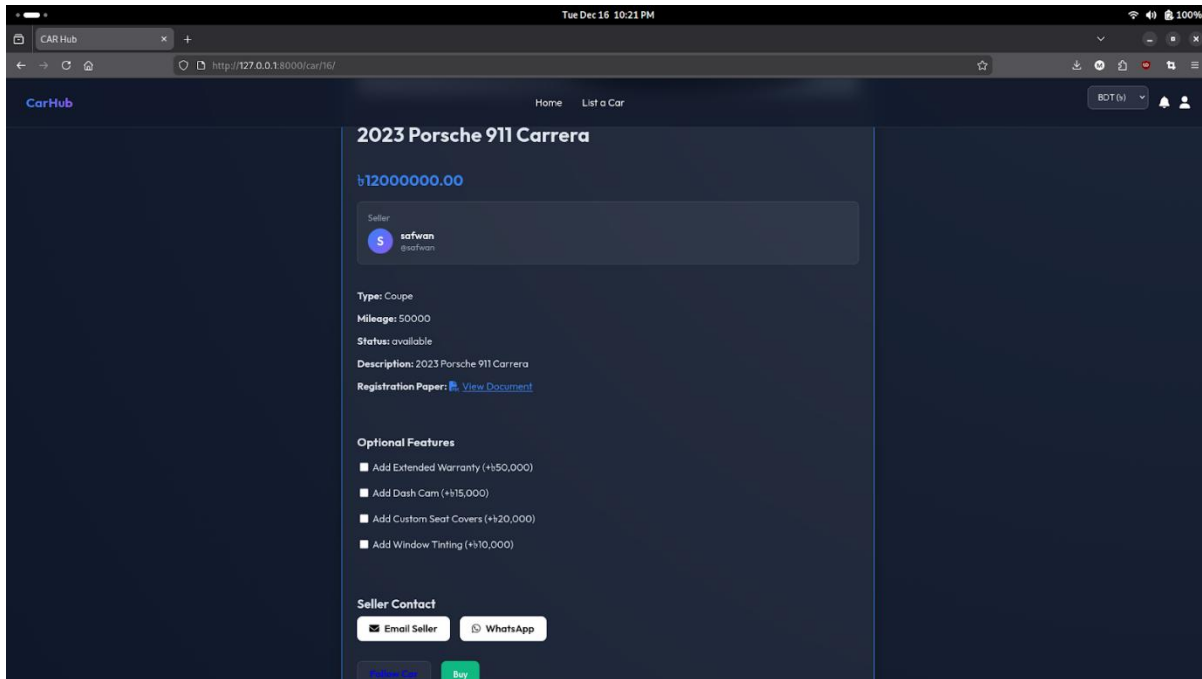 Tue Dec 16 10:21 PM
100%
CAR Hub
http://127.0.0.1:8000/car/16/
CarHub
Home List a Car
BDT (৳)
2023 Porsche 911 Carrera
৳12000000.00
Seller
S
safwan
@safwan
Type: Coupe
Mileage: 50000
Status: available
Description: 2023 Porsche 911 Carrera
Registration Paper: View Document
Optional Features
Add Extended Warranty (+৳50,000)
Add Dash Cam (+৳15,000)
Add Custom Seat Covers (+৳20,000)
Add Window Tinting (+৳10,000)
Seller Contact
Email Seller WhatsApp
Follow Car Buy